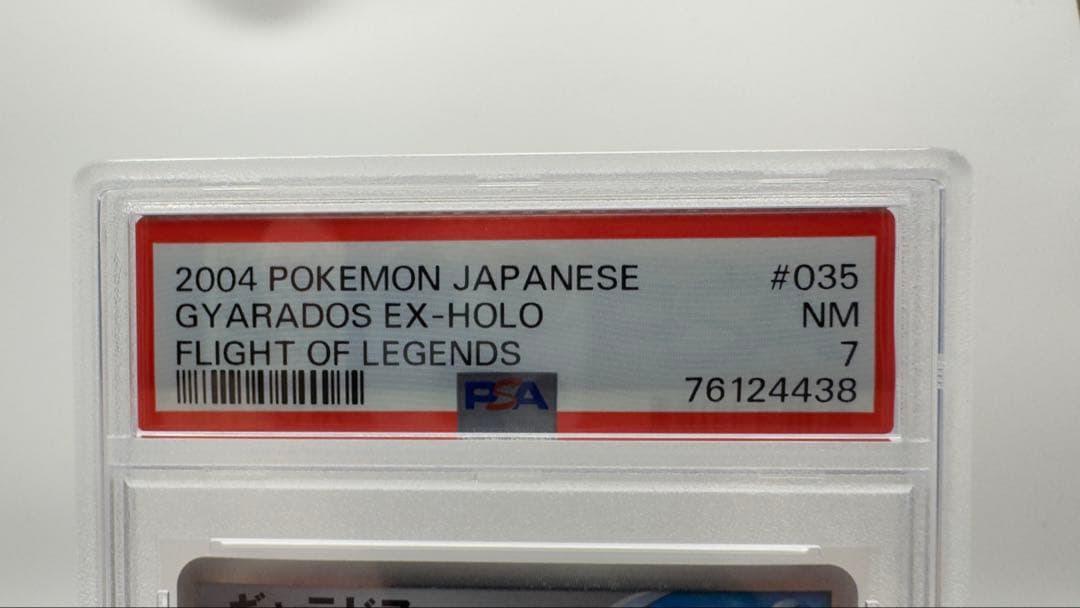 2004 POKEMON JAPANESE #035
GYARADOS EX-HOLO NM
FLIGHT OF LEGENDS 7
PSA 76124438